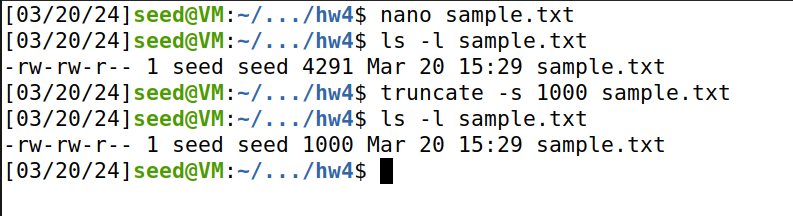 [03/20/24]seed@VM:~/.../hw4$ nano sample.txt
[03/20/24]seed@VM:~/.../hw4$ ls -l sample.txt
-rw-rw-r-- 1 seed seed 4291 Mar 20 15:29 sample.txt
[03/20/24]seed@VM:~/.../hw4$ truncate -s 1000 sample.txt
[03/20/24]seed@VM:~/.../hw4$ ls -l sample.txt
-rw-rw-r-- 1 seed seed 1000 Mar 20 15:29 sample.txt
[03/20/24]seed@VM:~/.../hw4$